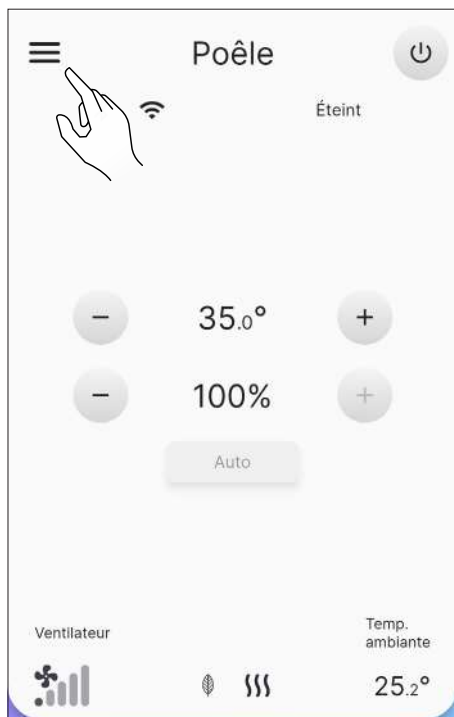 Poêle
Éteint
− 35.0° +
− 100% +
Auto
Ventilateur
Temp.
ambiante
25.2°